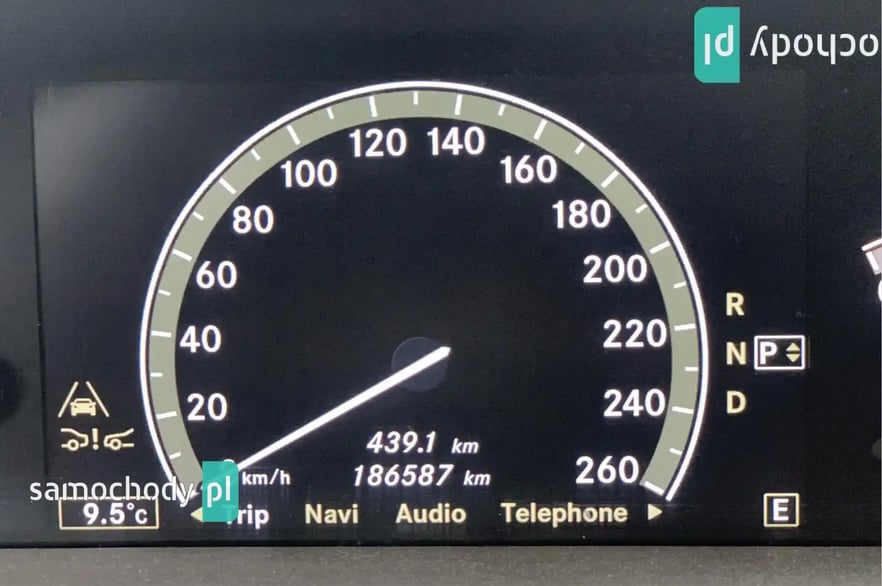 pl ochody
120 140
100 160
80 180
60 200
40 220
20 240
260
R
N P
D
439.1 km
186587 km
km/h
samochody pl
9.5°c
Trip Navi Audio Telephone
E